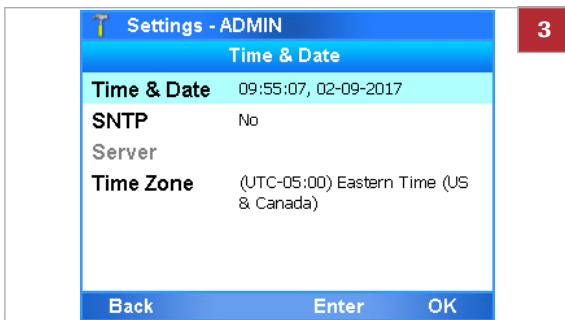 Settings - ADMIN
3
Time & Date
Time & Date 09:55:07, 02-09-2017
SNTP No
Server
Time Zone (UTC-05:00) Eastern Time (US
& Canada)
Back Enter OK